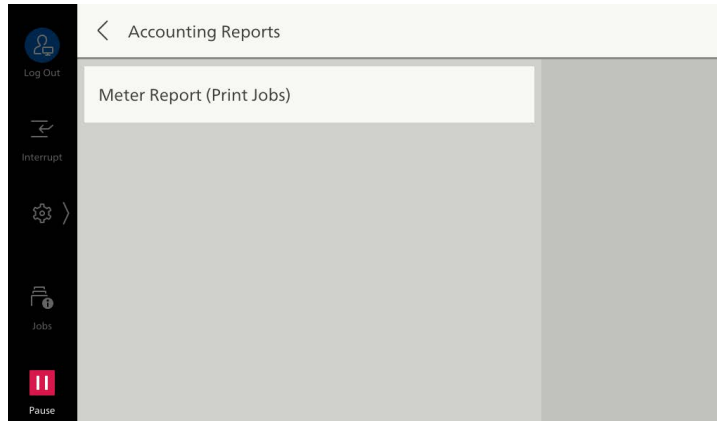 Accounting Reports
Log Out
Meter Report (Print Jobs)
Interrupt
Jobs
Pause